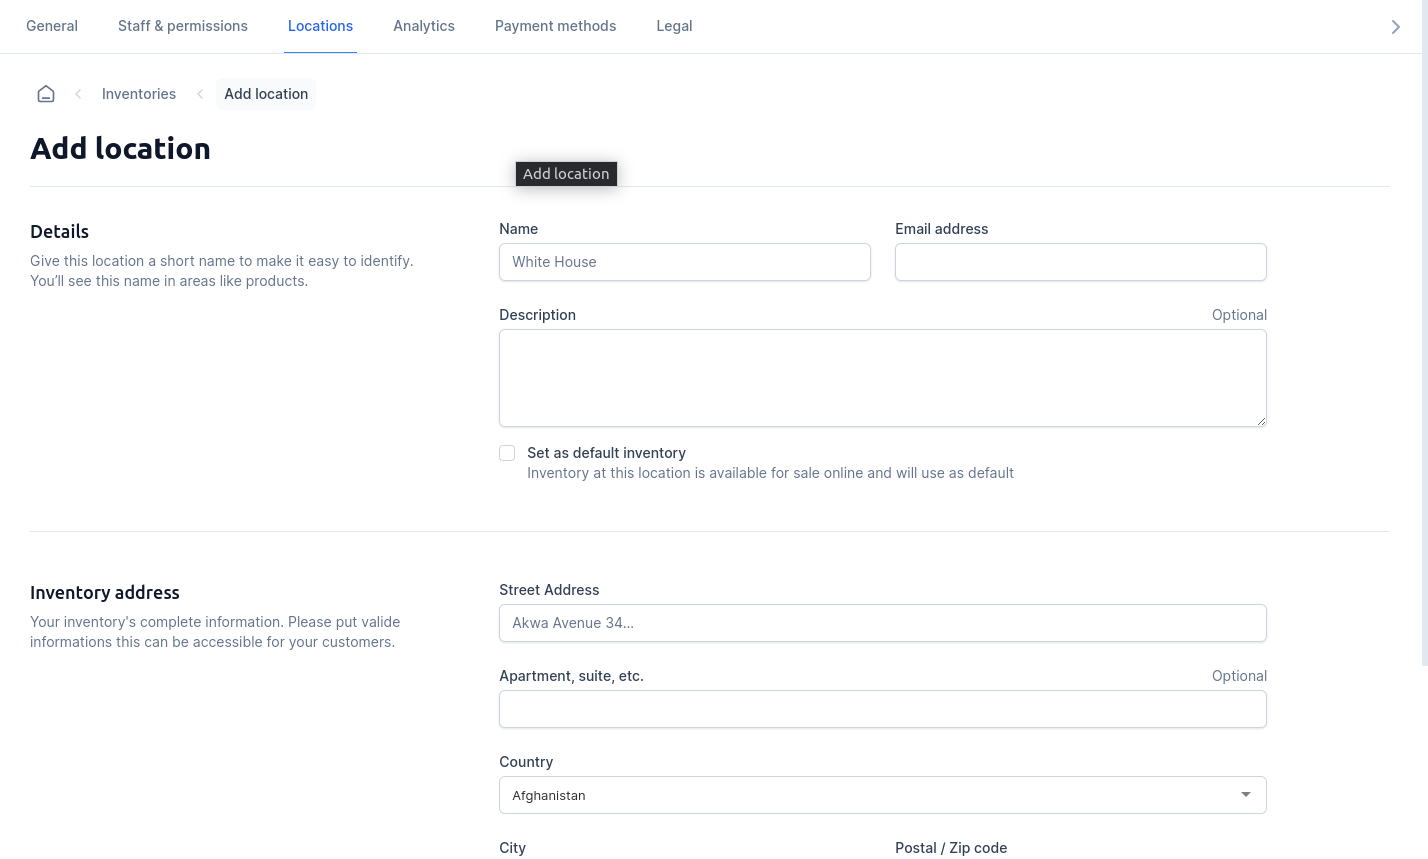 General Staff & permissions Locations Analytics Payment methods Legal
Inventories Add location
Add location
Add location
Details
Give this location a short name to make it easy to identify.
You’ll see this name in areas like products.
Name Email address
White House
Description Optional
Set as default inventory
Inventory at this location is available for sale online and will use as default
Inventory address
Your inventory's complete information. Please put valide
informations this can be accessible for your customers.
Street Address
Akwa Avenue 34...
Apartment, suite, etc. Optional
Country
Afghanistan
City Postal / Zip code